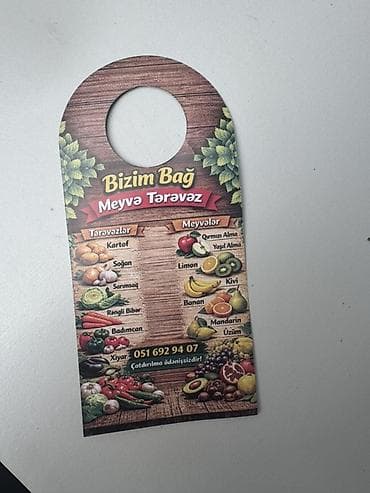 Bizim Bağ
Meyvə Tərəvəz
Tərəvəzlər
Kartof
Soğan
Sarımsaq
Rəngli Bibər
Badımcan
Xiyar
Meyvələr
Qırmızı Alma
Yaşıl Alma
Limon
Kivi
Banan
Mandarin
Üzüm
051 692 94 07
Çatdırılma ödənişsizdir!